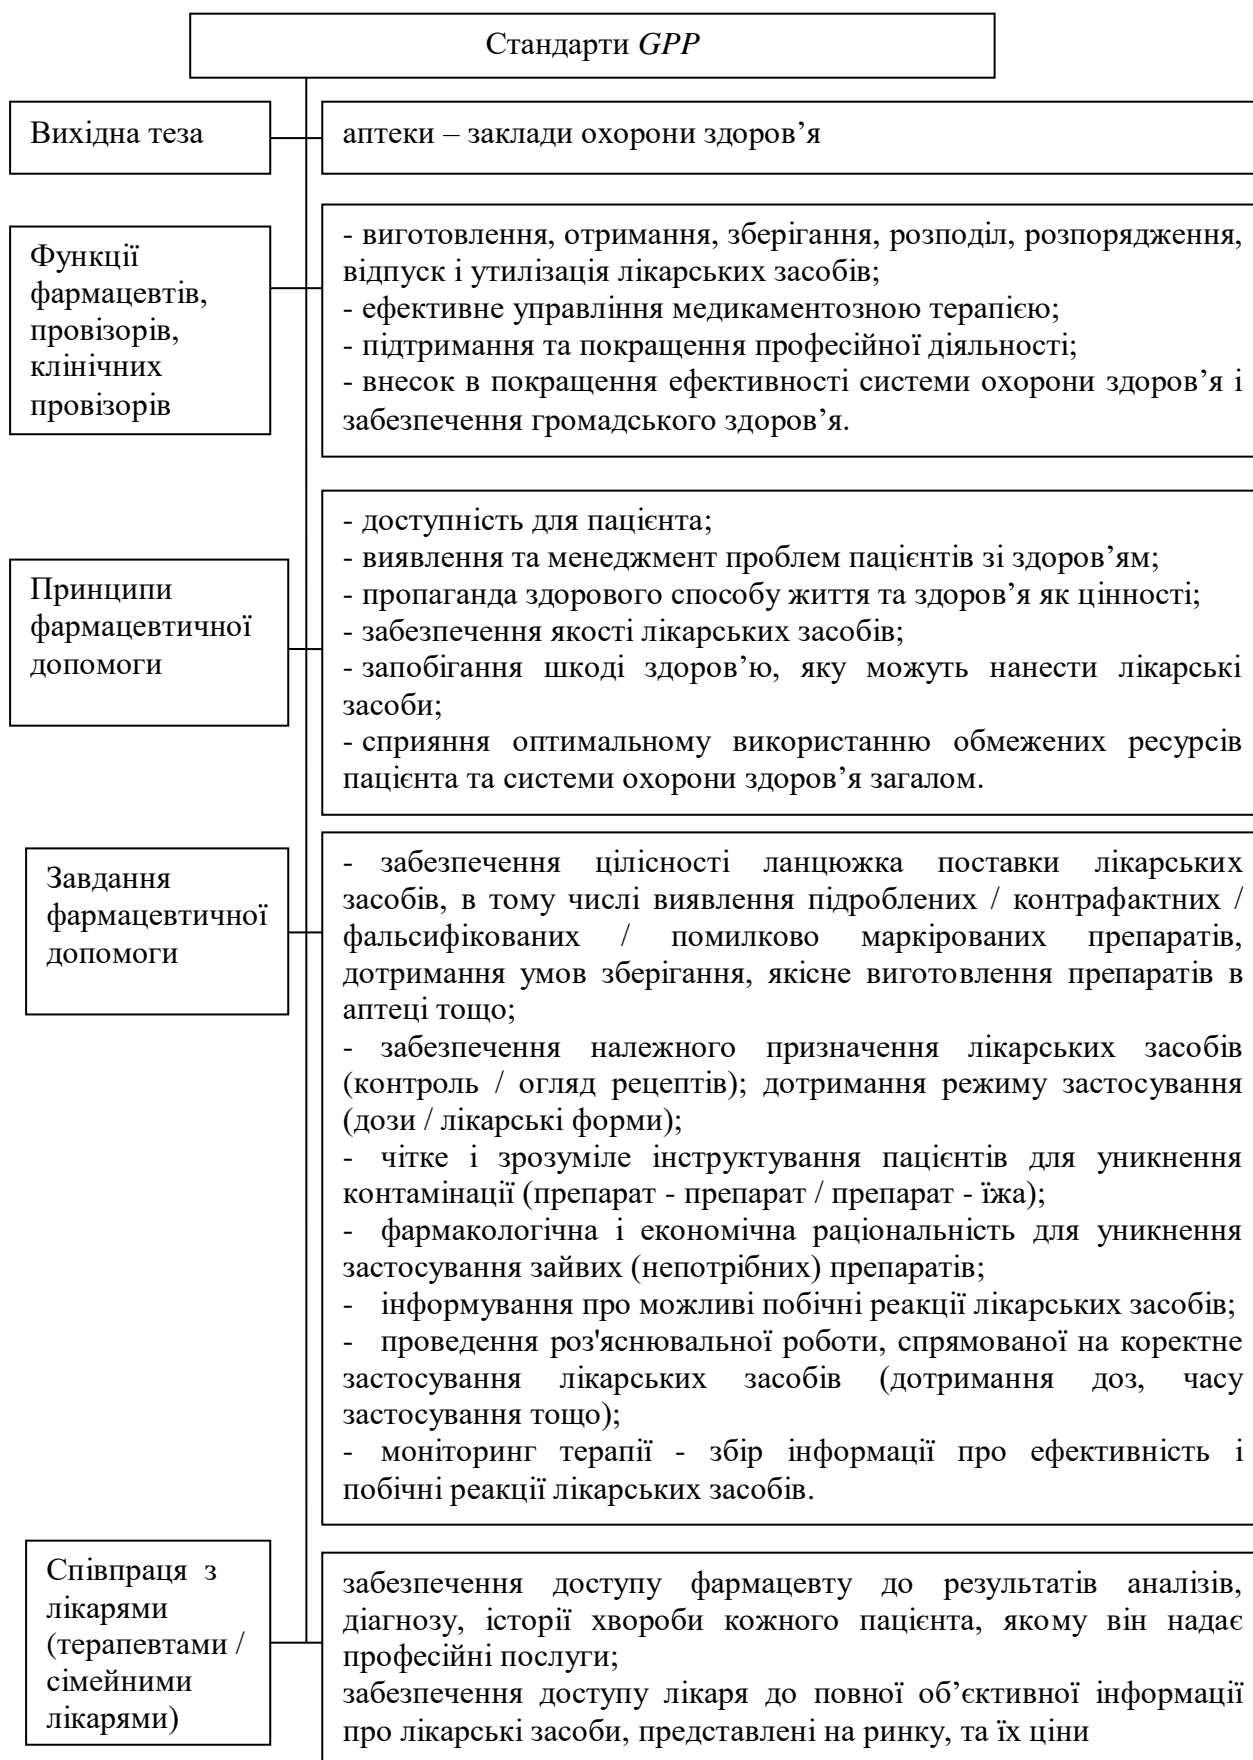 Стандарти GPP
Вихідна теза
аптеки – заклади охорони здоров’я
Функції
фармацевтів,
провізорів,
клінічних
провізорів
- виготовлення, отримання, зберігання, розподіл, розпорядження,
відпуск і утилізація лікарських засобів;
- ефективне управління медикаментозною терапією;
- підтримання та покращення професійної діяльності;
- внесок в покращення ефективності системи охорони здоров’я і
забезпечення громадського здоров’я.
Принципи
фармацевтичної
допомоги
- доступність для пацієнта;
- виявлення та менеджмент проблем пацієнтів зі здоров’ям;
- пропаганда здорового способу життя та здоров’я як цінності;
- забезпечення якості лікарських засобів;
- запобігання шкоді здоров’ю, яку можуть нанести лікарські
засоби;
- сприяння оптимальному використанню обмежених ресурсів
пацієнта та системи охорони здоров’я загалом.
Завдання
фармацевтичної
допомоги
- забезпечення цілісності ланцюжка поставки лікарських
засобів, в тому числі виявлення підроблених / контрафактних /
фальсифікованих / помилково маркірованих препаратів,
дотримання умов зберігання, якісне виготовлення препаратів в
аптеці тощо;
- забезпечення належного призначення лікарських засобів
(контроль / огляд рецептів); дотримання режиму застосування
(дози / лікарські форми);
- чітке і зрозуміле інструктування пацієнтів для уникнення
контамінації (препарат - препарат / препарат - їжа);
- фармакологічна і економічна раціональність для уникнення
застосування зайвих (непотрібних) препаратів;
- інформування про можливі побічні реакції лікарських засобів;
- проведення роз'яснювальної роботи, спрямованої на коректне
застосування лікарських засобів (дотримання доз, часу
застосування тощо);
- моніторинг терапії - збір інформації про ефективність і
побічні реакції лікарських засобів.
Співпраця з
лікарями
(терапевтами /
сімейними
лікарями)
забезпечення доступу фармацевту до результатів аналізів,
діагнозу, історії хвороби кожного пацієнта, якому він надає
професійні послуги;
забезпечення доступу лікаря до повної об’єктивної інформації
про лікарські засоби, представлені на ринку, та їх ціни